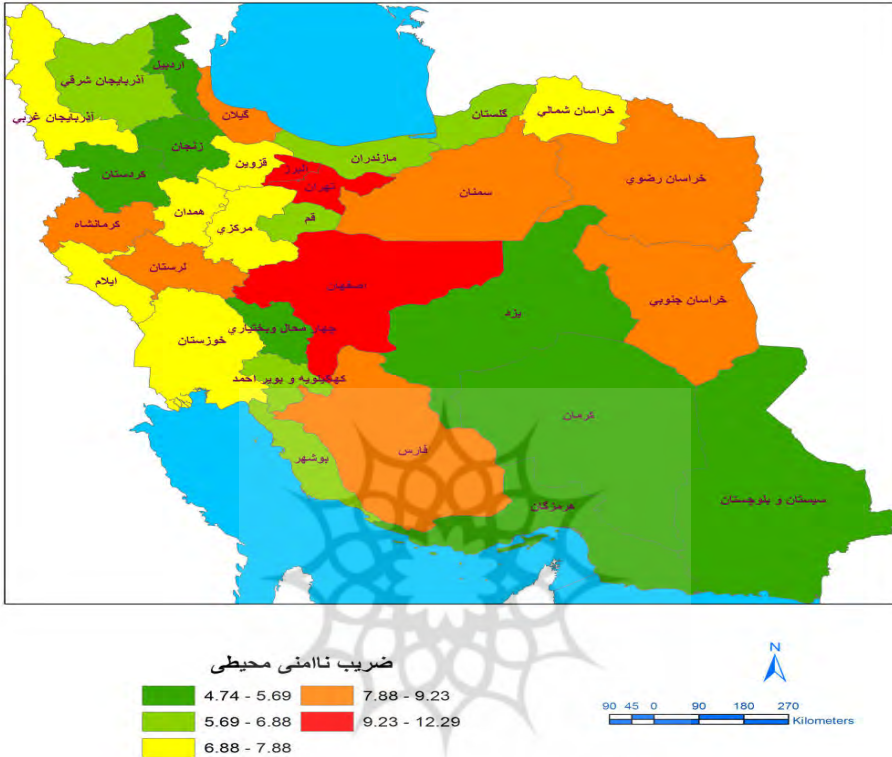 اردبیل
آذربایجان شرقی
آذربایجان غربی
گیلان
زنجان
کردستان
قزوین
البرز
تهران
مازندران
گلستان
خراسان شمالی
خراسان رضوی
سمنان
همدان
کرمانشاه
مرکزی
قم
لرستان
ایلام
اصفهان
خراسان جنوبی
یزد
چهار محال وبختیاری
خوزستان
کهگیلویه و بویر احمد
کرمان
فارس
بوشهر
هرمزگان
سیستان و بلوچستان
ضریب ناامنی محیطی
4.74 - 5.69
7.88 - 9.23
5.69 - 6.88
9.23 - 12.29
6.88 - 7.88
N
90 45 0 90 180 270
Kilometers